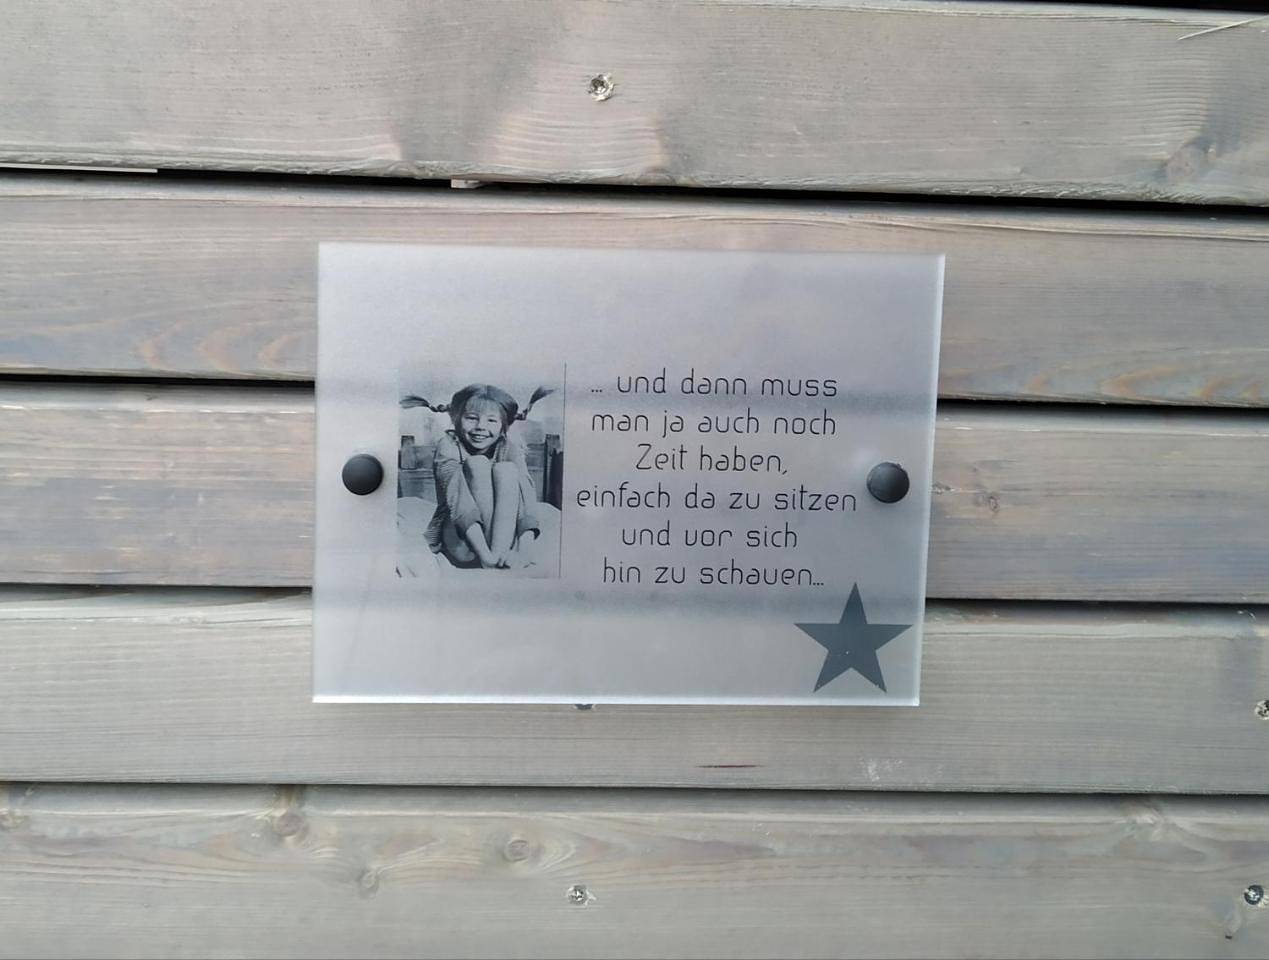 ... und dann muss
man ja auch noch
Zeit haben,
einfach da zu sitzen
und vor sich
hin zu schauen...